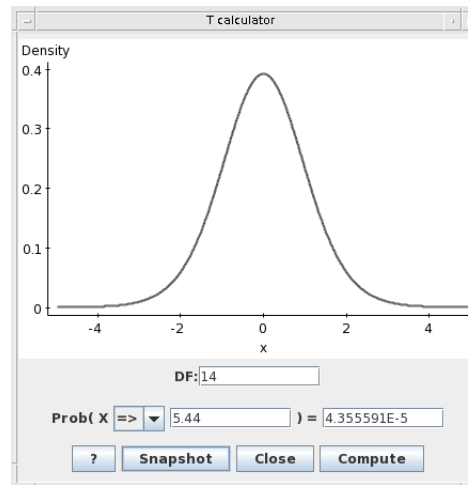 T calculator
Density
0.4
0.3
0.2
0.1
0
-4 -2 0 2 4
x
DF: 14
Prob( X => 5.44 ) = 4.355591E-5
? Snapshot Close Compute